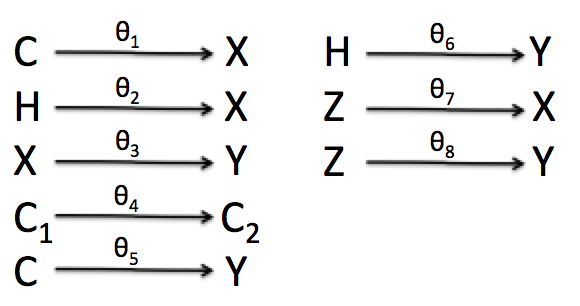 C θ₁ X
H θ₂ X
X θ₃ Y
C₁ θ₄ C₂
C θ₅ Y
H θ₆ Y
Z θ₇ X
Z θ₈ Y